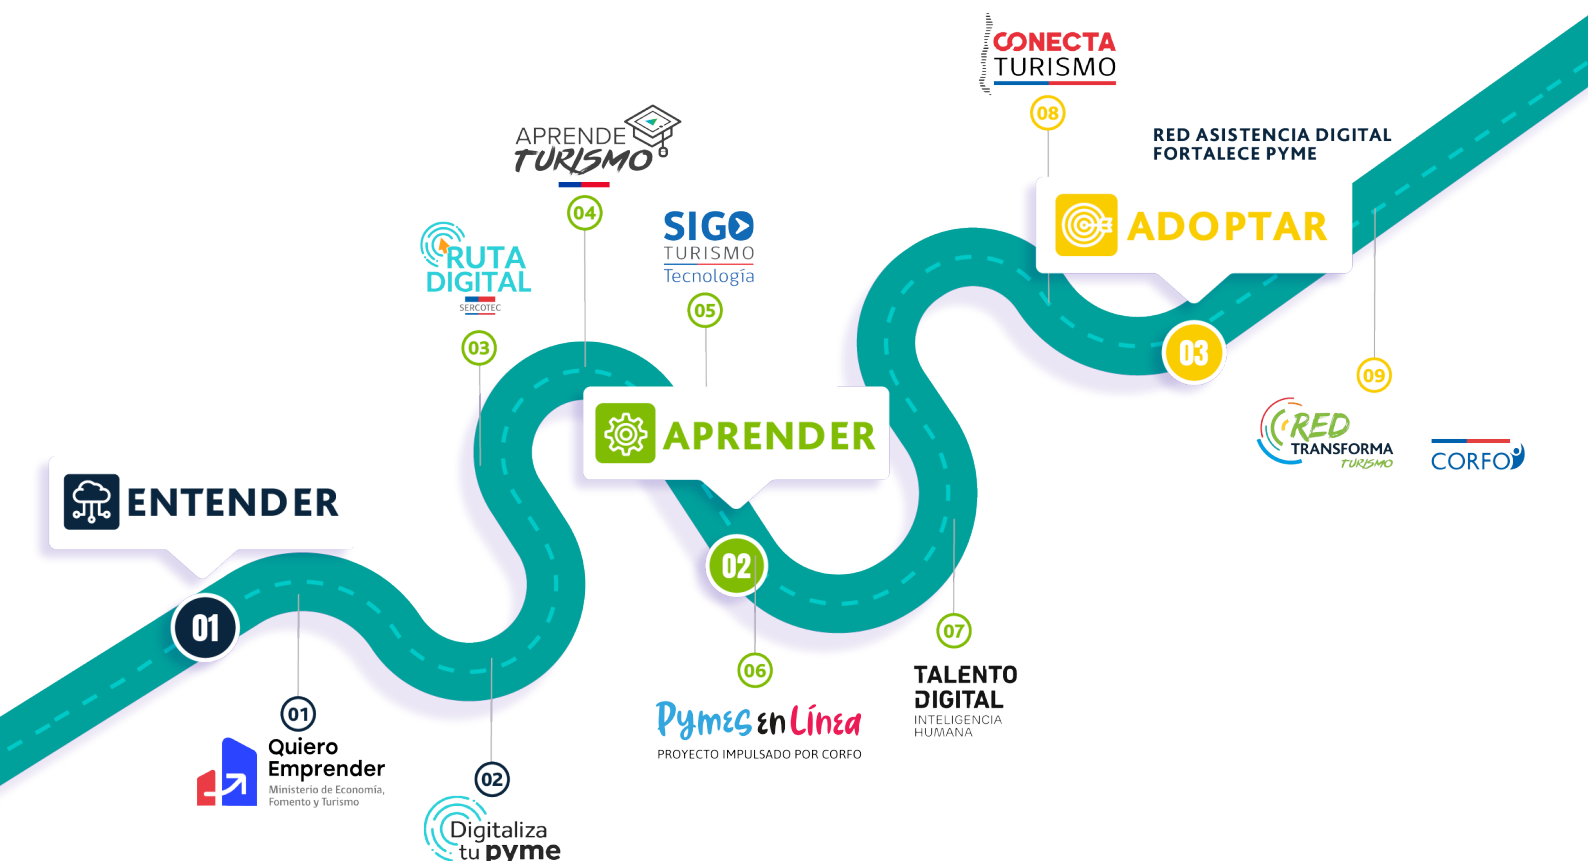 ENTENDER
01
01
Quiero
Emprender
Ministerio de Economía,
Fomento y Turismo
02
Digitaliza
tu pyme
03
RUTA
DIGITAL
SERCOTEC
04
APRENDE
TURISMO
05
SIGO
TURISMO
Tecnología
APRENDER
02
06
Pymes en Línea
PROYECTO IMPULSADO POR CORFO
07
TALENTO
DIGITAL
INTELIGENCIA
HUMANA
CONECTA
TURISMO
08
RED ASISTENCIA DIGITAL
FORTALECE PYME
ADOPTAR
03
09
RED
TRANSFORMA
TURISMO
CORFO